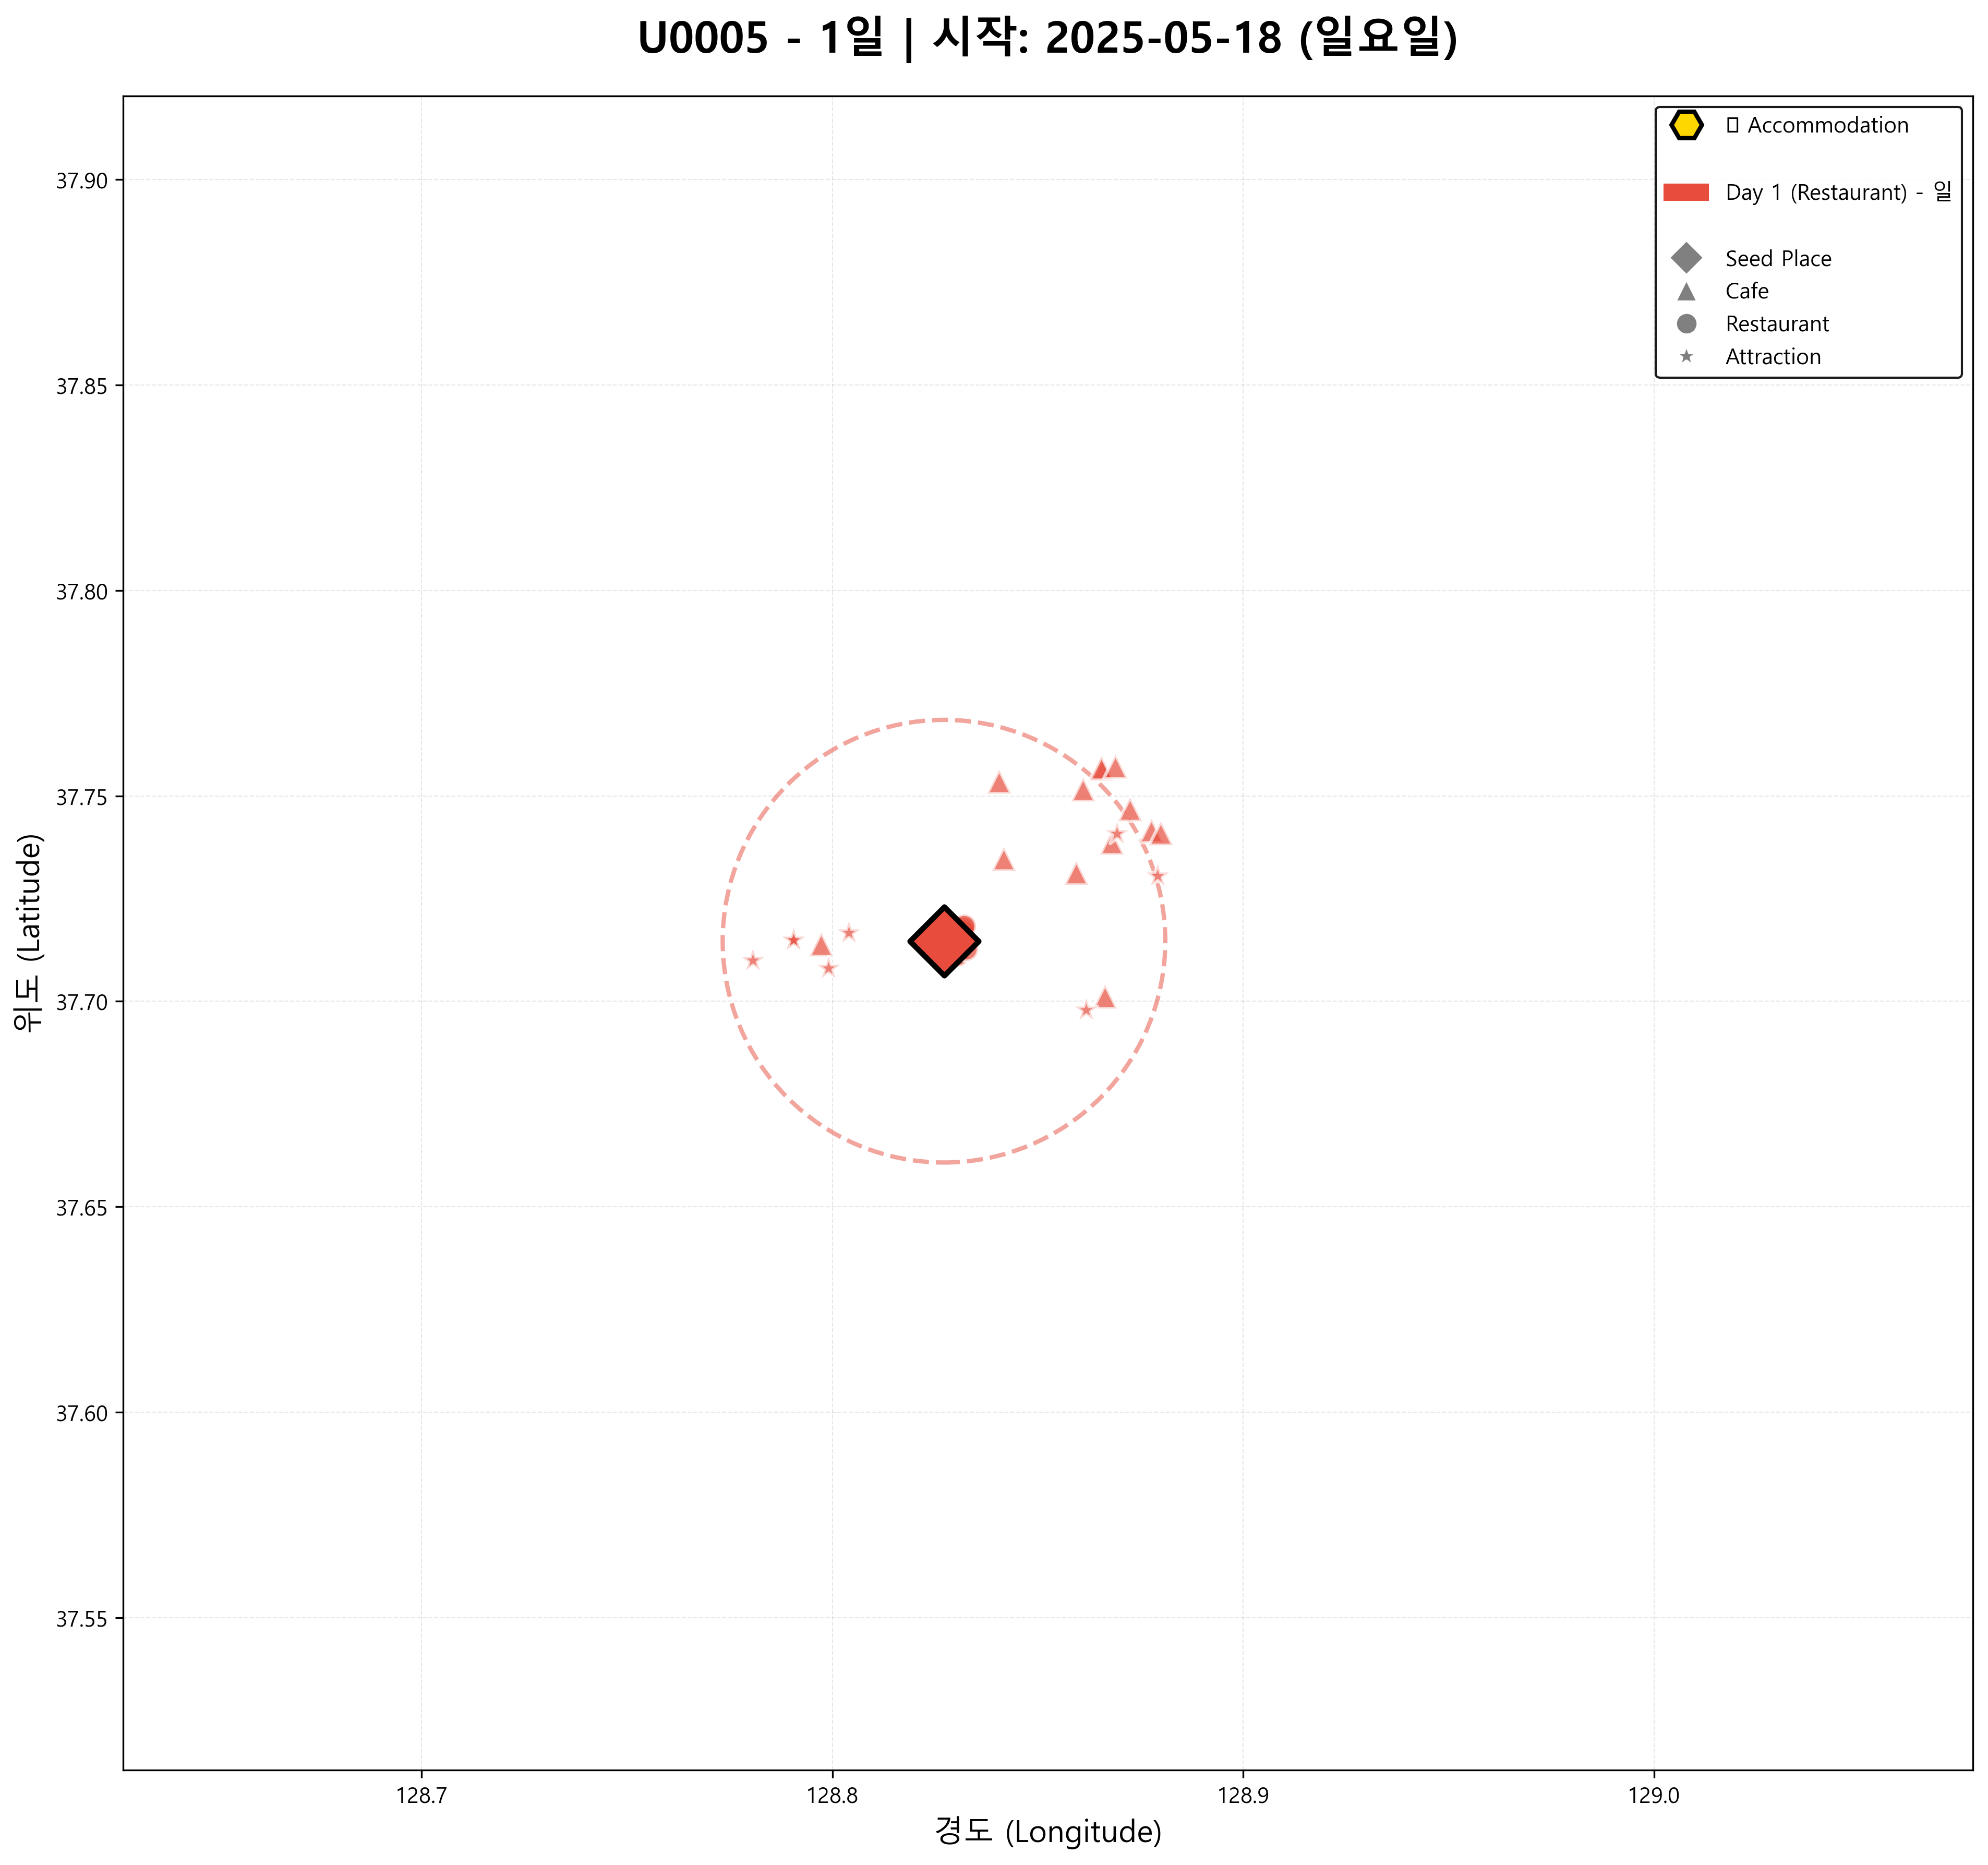 U0005 - 1일 | 시작: 2025-05-18 (일요일)
□ Accommodation
Day 1 (Restaurant) - 일
Seed Place
Cafe
Restaurant
Attraction
위도 (Latitude)
37.90
37.85
37.80
37.75
37.70
37.65
37.60
37.55
128.7
128.8
128.9
129.0
경도 (Longitude)